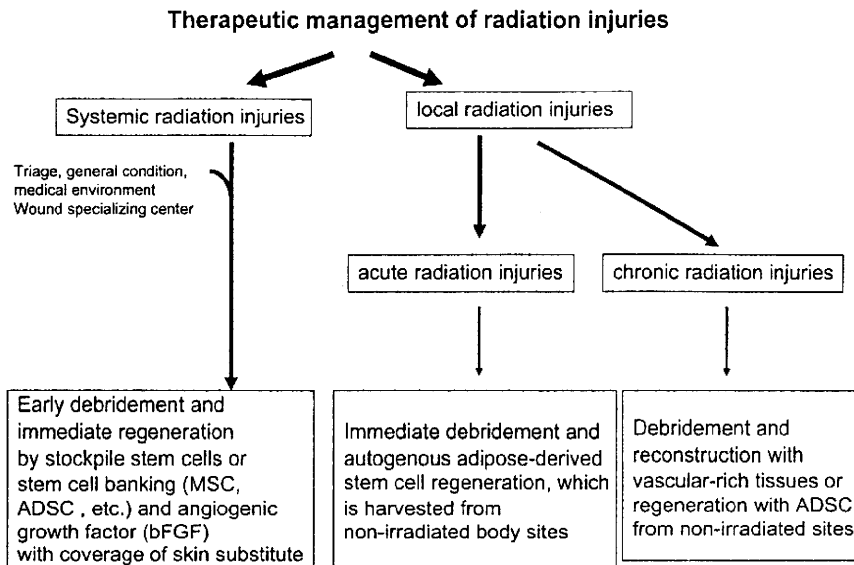 Therapeutic management of radiation injuries
Systemic radiation injuries
local radiation injuries
Triage, general condition,
medical environment
Wound specializing center
acute radiation injuries
chronic radiation injuries
Early debridement and
immediate regeneration
by stockpile stem cells or
stem cell banking (MSC,
ADSC , etc.) and angiogenic
growth factor (bFGF)
with coverage of skin substitute
Immediate debridement and
autogenous adipose-derived
stem cell regeneration, which
is harvested from
non-irradiated body sites
Debridement and
reconstruction with
vascular-rich tissues or
regeneration with ADSC
from non-irradiated sites